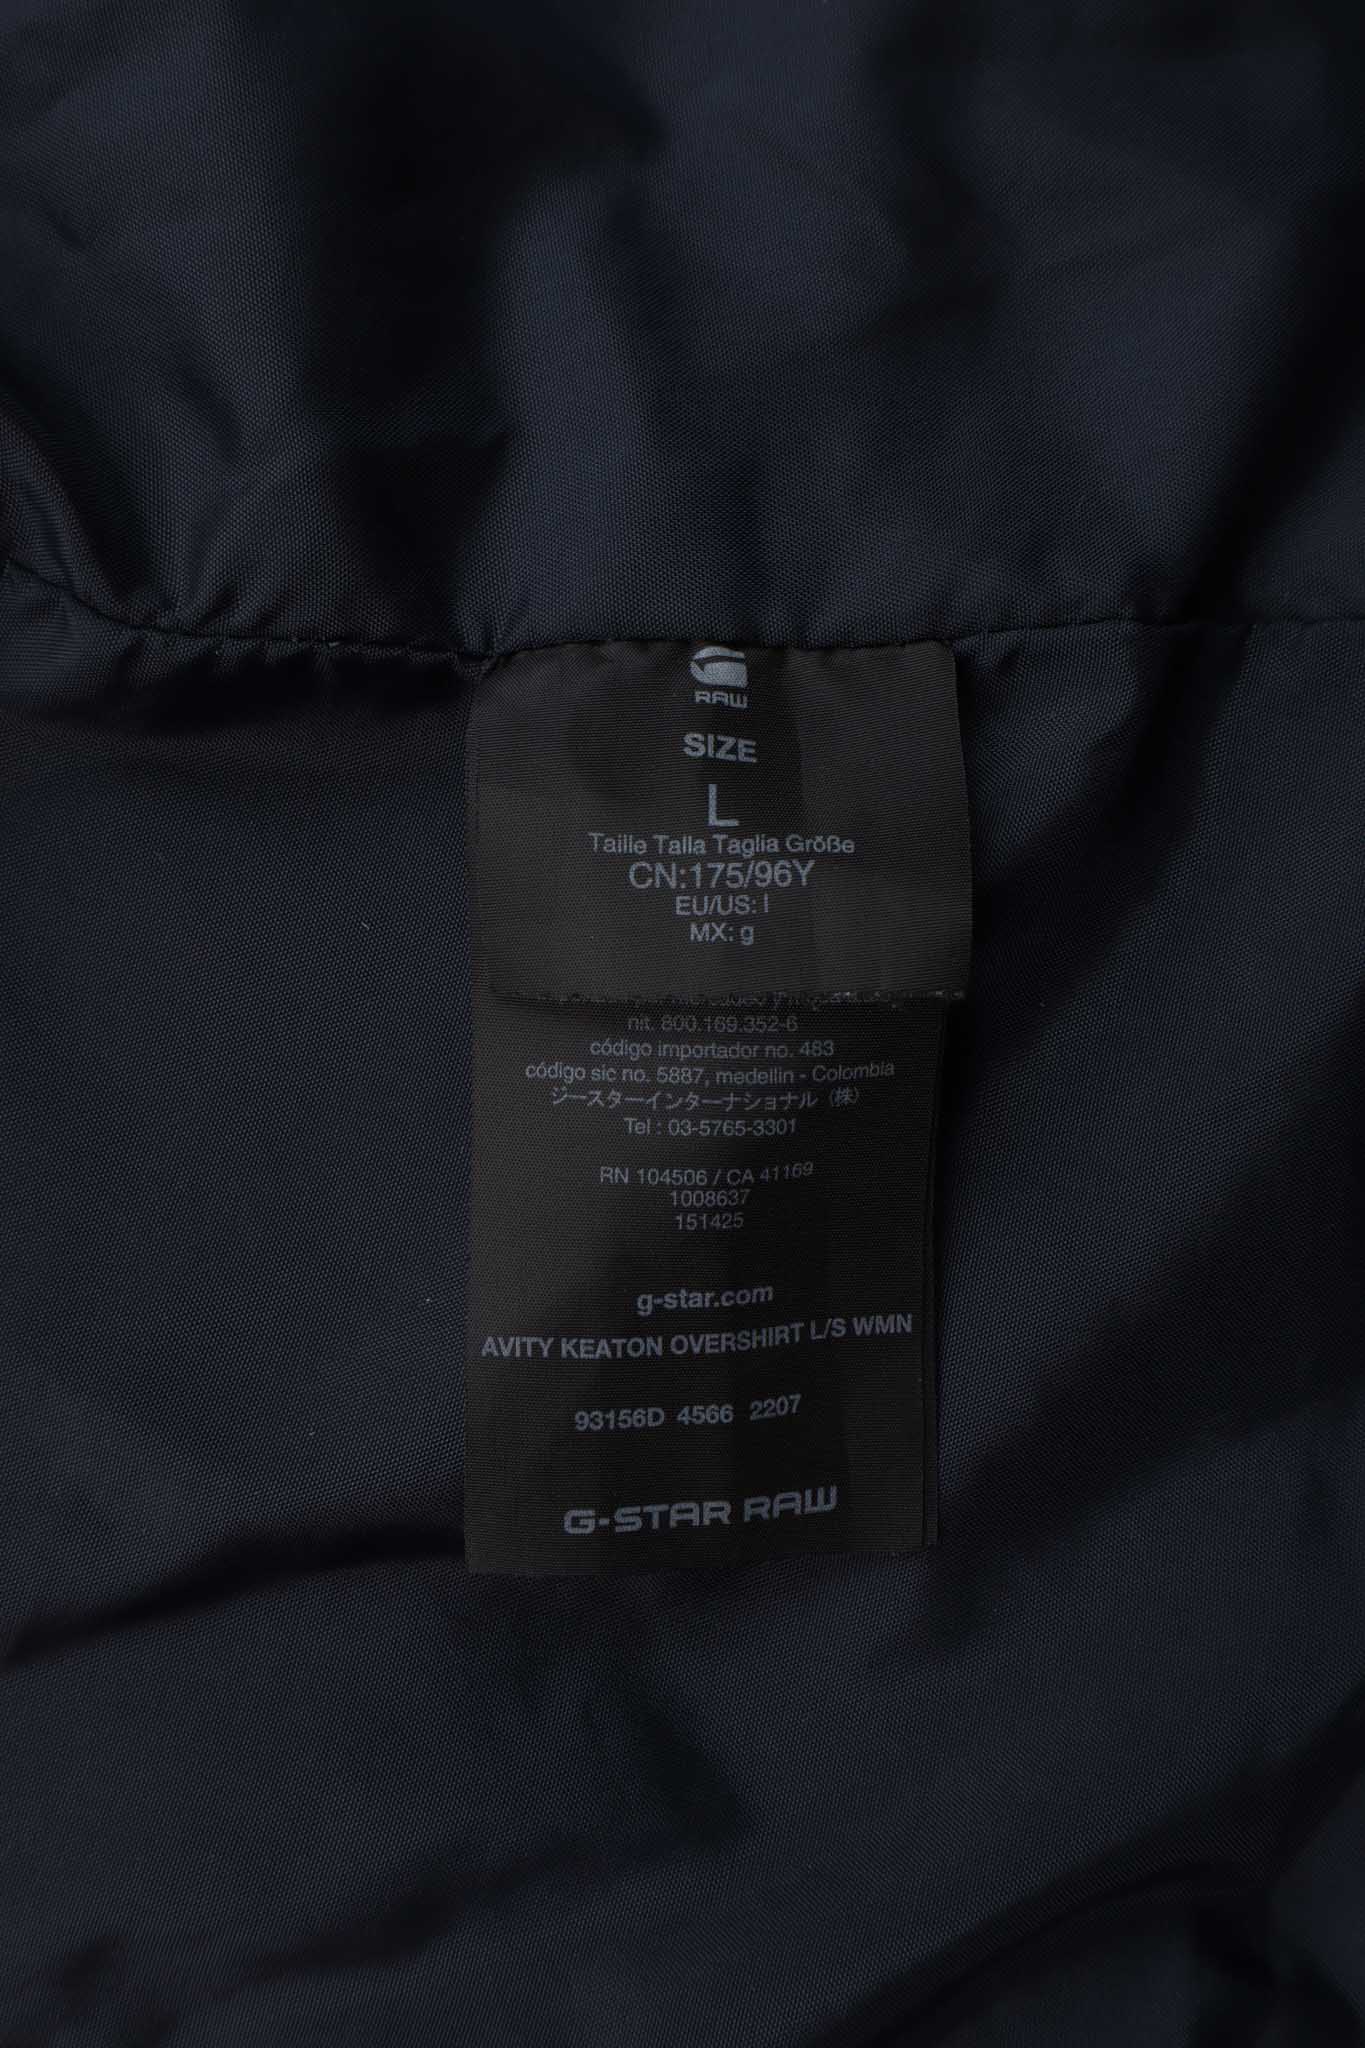 RAW
SIZE
L
Taille Talla Taglia Größe
CN:175/96Y
EU/US: l
MX: g
nit. 800.169.352-6
código importador no. 483
código sic no. 5887, medellin - Colombia
ジースターインターナショナル（株）
Tel : 03-5765-3301
RN 104506 / CA 41169
1008637
151425
g-star.com
AVITY KEATON OVERSHIRT L/S WMN
93156D 4566 2207
G-STAR RAW